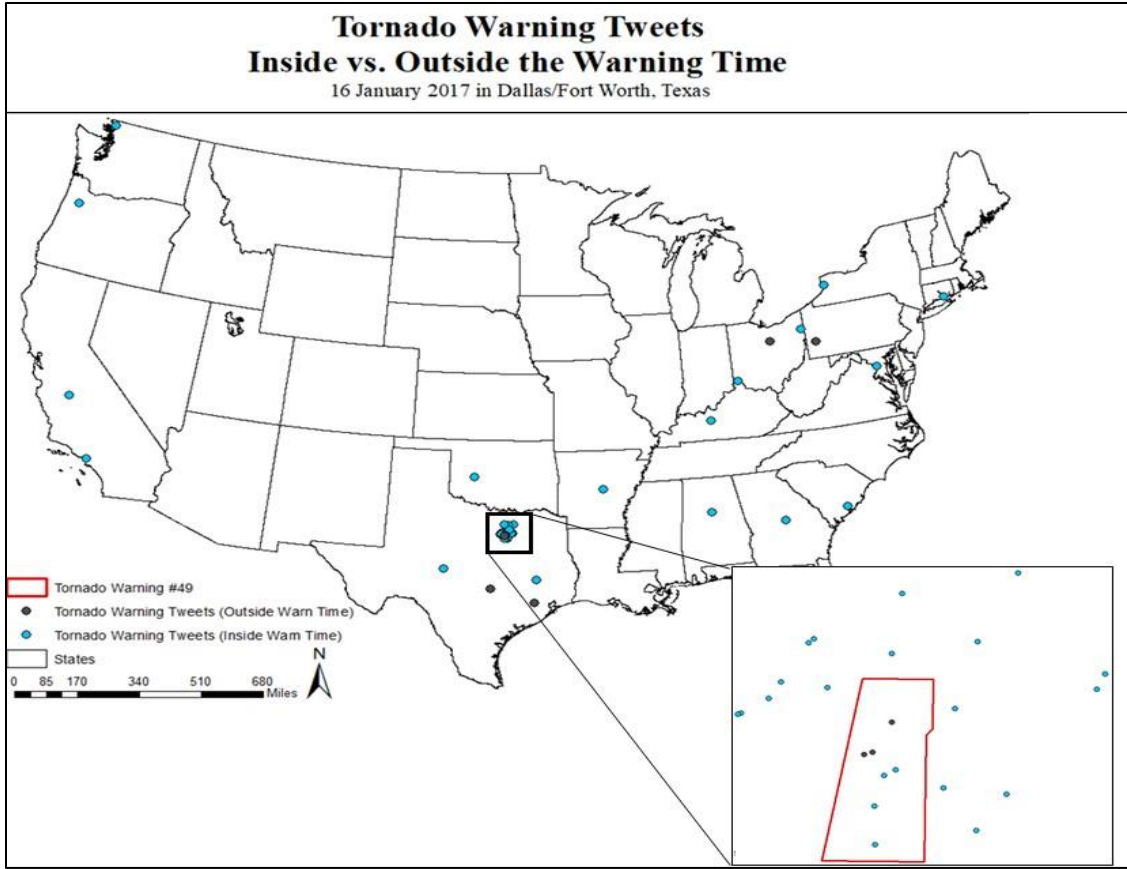 Tornado Warning Tweets
Inside vs. Outside the Warning Time
16 January 2017 in Dallas/Fort Worth, Texas
Tornado Warning #49
Tornado Warning Tweets (Outside Warn Time)
Tornado Warning Tweets (Inside Warn Time)
States
N
0 85 170 340 510 680
Miles